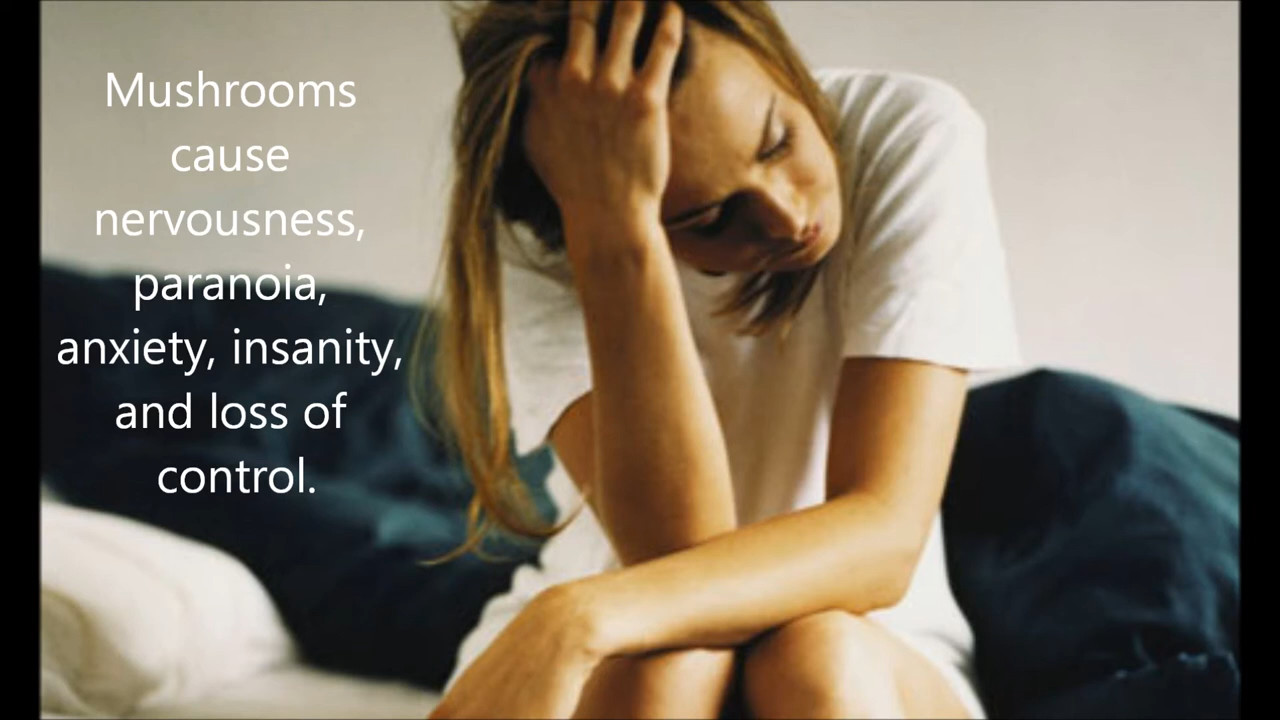 Mushrooms
cause
nervousness,
paranoia,
anxiety, insanity,
and loss of
control.